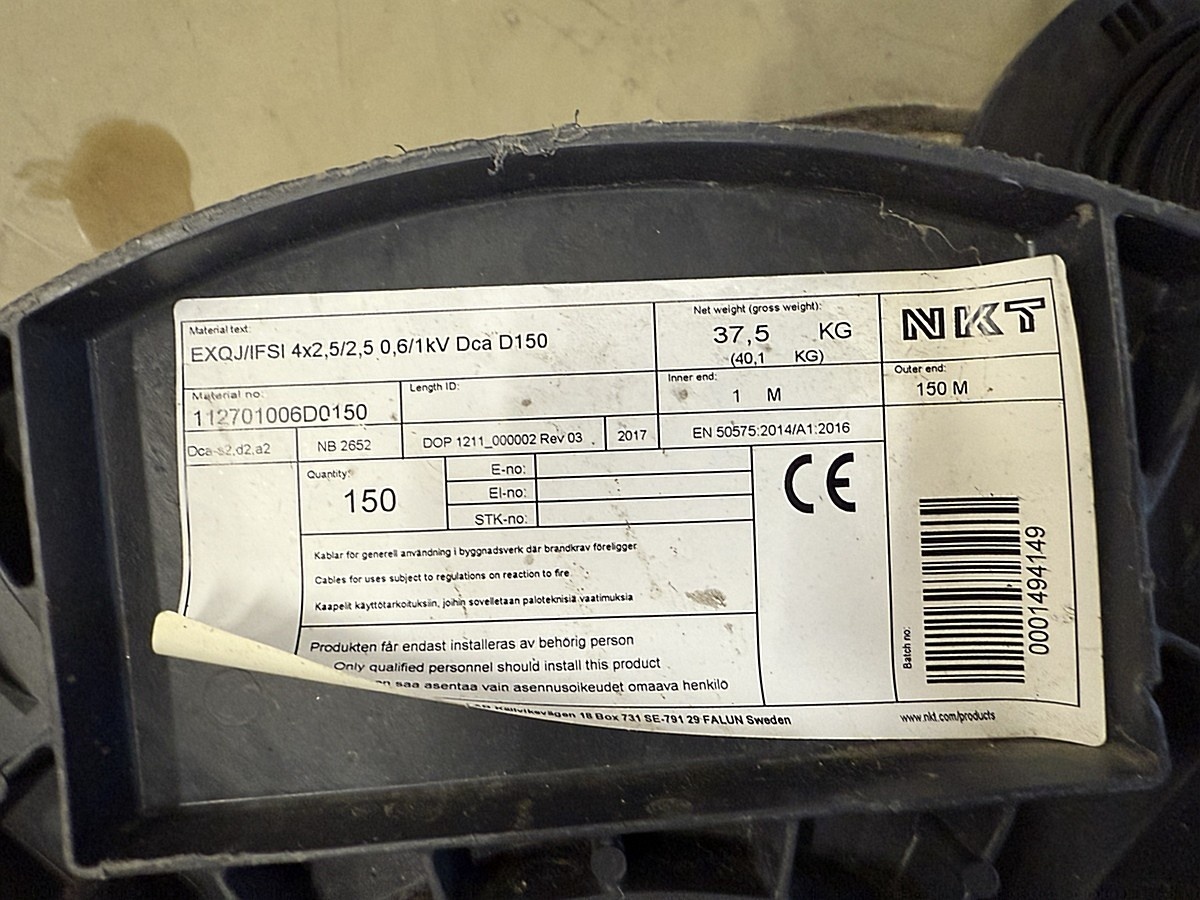 Material text:
EXQJ/IFSI 4x2,5/2,5 0,6/1kV Dca D150
Net weight (gross weight):
37,5 KG
(40,1 KG)
NKT
Material no:
112701006D0150
Length ID:
Inner end:
1 M
Outer end:
150 M
Dca-s2,d2,a2
NB 2652
DOP 1211_000002 Rev 03
2017
EN 50575:2014/A1:2016
Quantity:
150
E-no:
El-no:
STK-no:
CE
Kablar för generell användning i byggnadsverk där brandkrav föreligger
Cables for uses subject to regulations on reaction to fire
Kaapelit käyttötarkoituksiin, joihin sovelletaan paloteknisiä vaatimuksia
Produkten får endast installeras av behörig person
Only qualified personnel should install this product
saa asentaa vain asennusoikeudet omaava henkilö
18 Box 731 SE-791 29 FALUN Sweden
www.nkt.com/products
Batch no:
0001494149